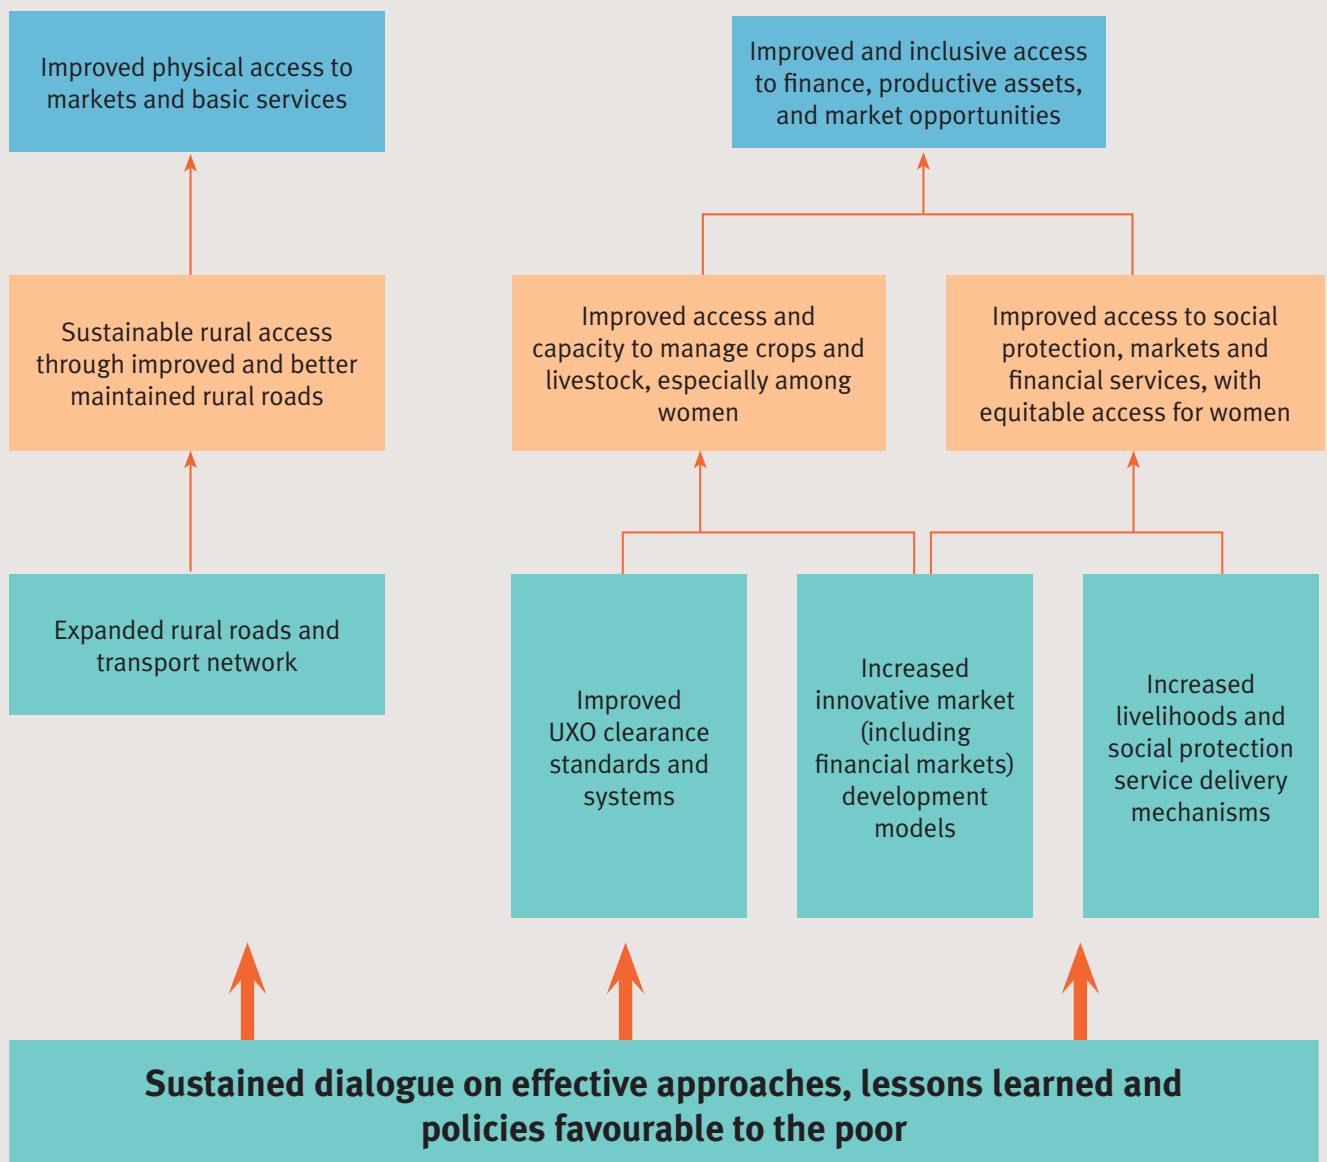 Improved physical access to
markets and basic services
Improved and inclusive access
to finance, productive assets,
and market opportunities
Sustainable rural access
through improved and better
maintained rural roads
Improved access and
capacity to manage crops and
livestock, especially among
women
Improved access to social
protection, markets and
financial services, with
equitable access for women
Expanded rural roads and
transport network
Improved
UXO clearance
standards and
systems
Increased
innovative market
(including
financial markets)
development
models
Increased
livelihoods and
social protection
service delivery
mechanisms
Sustained dialogue on effective approaches, lessons learned and
policies favourable to the poor